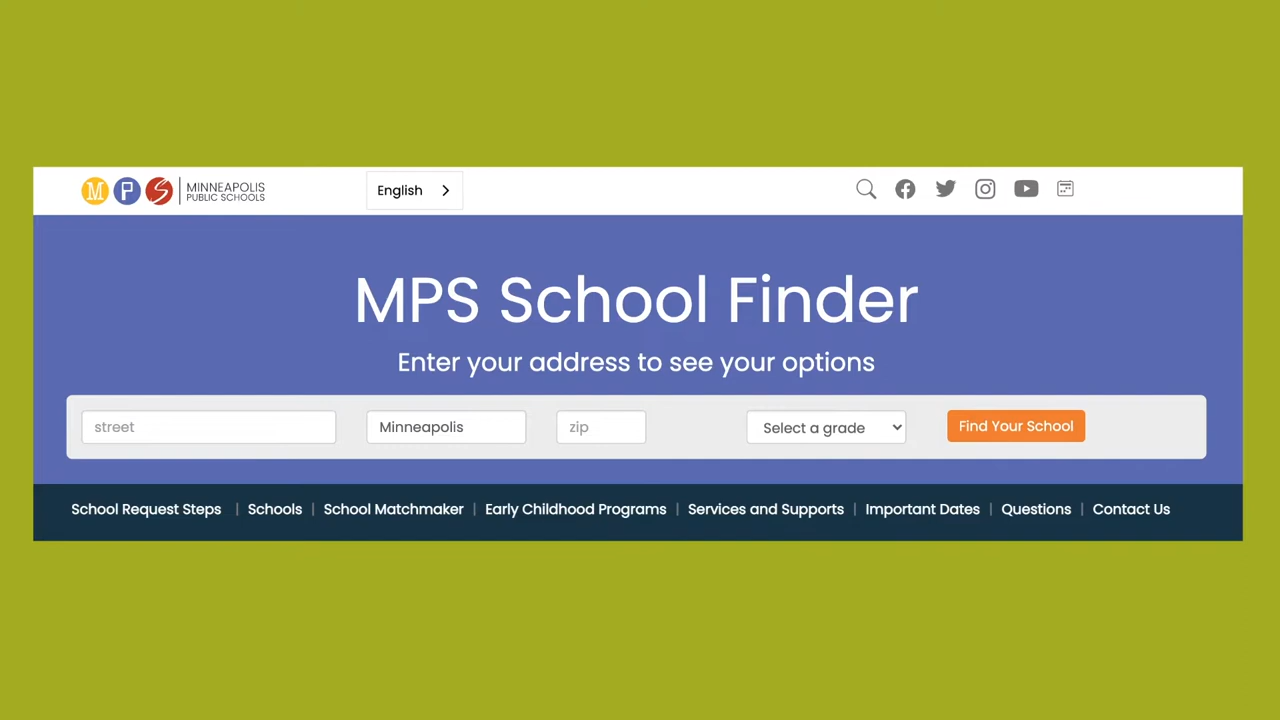 M P S MINNEAPOLIS
PUBLIC SCHOOLS
English
MPS School Finder
Enter your address to see your options
street Minneapolis zip Select a grade Find Your School
School Request Steps | Schools | School Matchmaker | Early Childhood Programs | Services and Supports | Important Dates | Questions | Contact Us